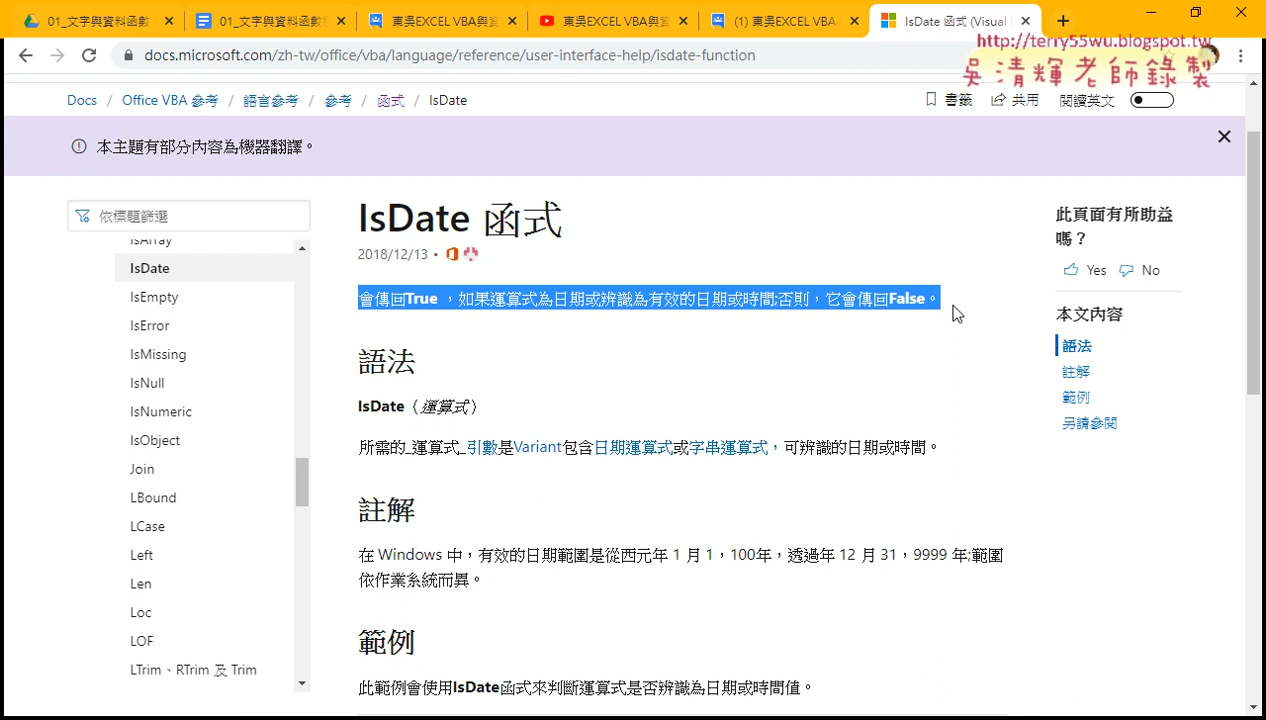 01_文字與資料函數
01_文字與資料函數
東吳EXCEL VBA與
東吳EXCEL VBA與
(1) 東吳EXCEL VBA
IsDate 函式 (Visual
docs.microsoft.com/zh-tw/office/vba/language/reference/user-interface-help/isdate-function
http://terry55wu.blogspot.tw
吳清輝老師錄製
Docs / Office VBA 參考 / 語言參考 / 參考 / 函式 / IsDate
書籤 共用 閱讀英文
本主題有部分內容為機器翻譯。
依標題篩選
IsArray
IsDate
IsEmpty
IsError
IsMissing
IsNull
IsNumeric
IsObject
Join
LBound
LCase
Left
Len
Loc
LOF
LTrim、RTrim 及 Trim
IsDate 函式
2018/12/13 •
會傳回True ，如果運算式為日期或辨識為有效的日期或時間;否則，它會傳回False。
語法
IsDate（運算式）
所需的_運算式_引數是Variant包含日期運算式或字串運算式，可辨識的日期或時間。
註解
在 Windows 中，有效的日期範圍是從西元年 1 月 1，100年，透過年 12 月 31，9999 年;範圍
依作業系統而異。
範例
此範例會使用IsDate函式來判斷運算式是否辨識為日期或時間值。
此頁面有所助益
嗎？
Yes No
本文內容
語法
註解
範例
另請參閱